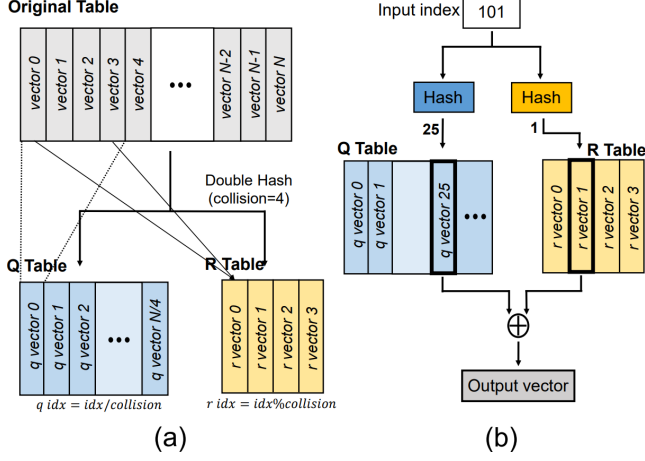 Original Table
vector 0
vector 1
vector 2
vector 3
vector 4
...
vector N-2
vector N-1
vector N
Double Hash
(collision=4)
Q Table
q vector 0
q vector 1
q vector 2
...
q vector N/4
q idx = idx/collision
R Table
r vector 0
r vector 1
r vector 2
r vector 3
r idx = idx%collision
(a)
Input index
101
Hash
Hash
25
1
Q Table
q vector 0
q vector 1
q vector 25
...
R Table
r vector 0
r vector 1
r vector 2
r vector 3
Output vector
(b)